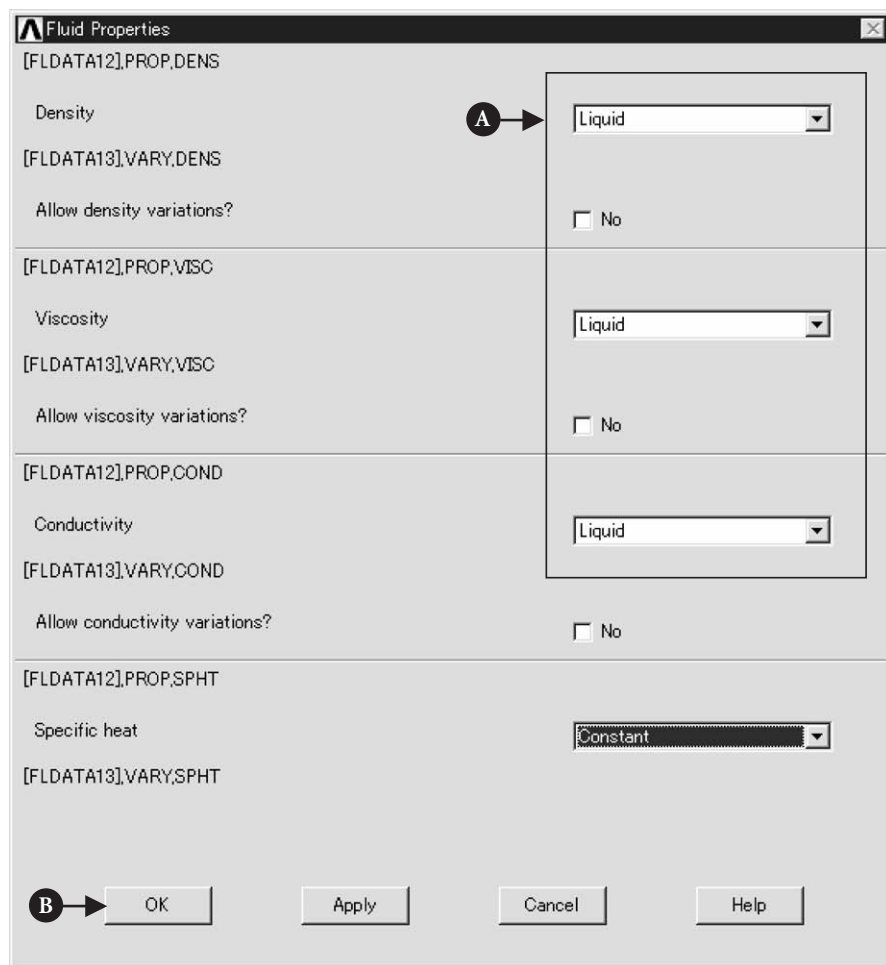 Fluid Properties
[FLDATA12],PROP,DENS
Density
A
Liquid
[FLDATA13],VARY,DENS
Allow density variations?
No
[FLDATA12],PROP,VISC
Viscosity
Liquid
[FLDATA13],VARY,VISC
Allow viscosity variations?
No
[FLDATA12],PROP,COND
Conductivity
Liquid
[FLDATA13],VARY,COND
Allow conductivity variations?
No
[FLDATA12],PROP,SPHT
Specific heat
Constant
[FLDATA13],VARY,SPHT
B
OK
Apply
Cancel
Help